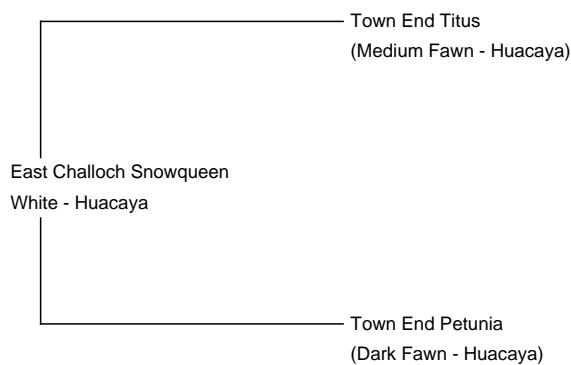 Town End Titus
(Medium Fawn - Huacaya)
East Challoch Snowqueen
White - Huacaya
Town End Petunia
(Dark Fawn - Huacaya)